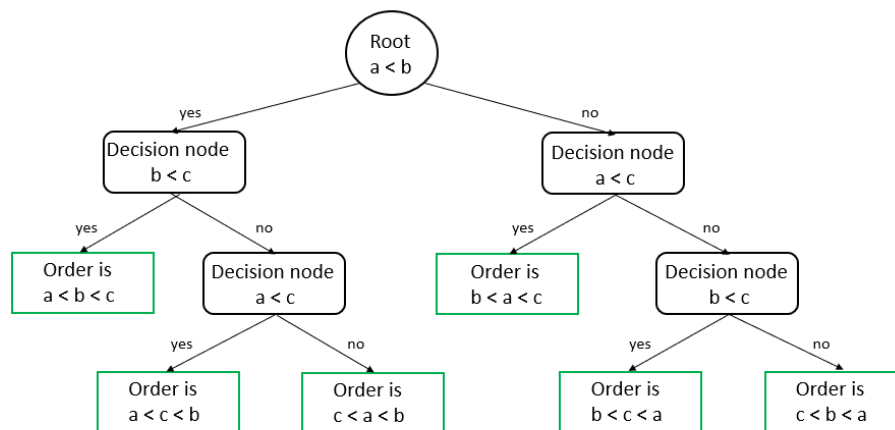 Root
a < b
yes
no
Decision node
b < c
Decision node
a < c
yes
no
yes
no
Order is
a < b < c
Decision node
a < c
Order is
b < a < c
Decision node
b < c
yes
no
yes
no
Order is
a < c < b
Order is
c < a < b
Order is
b < c < a
Order is
c < b < a